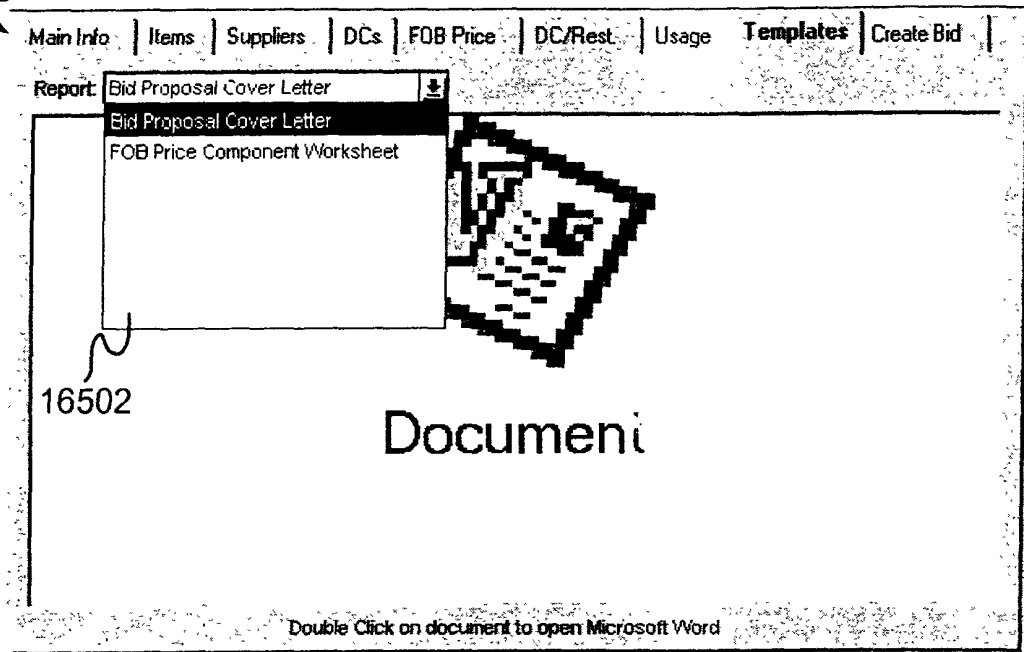 Main Info Items Suppliers DCs FOB Price DC/Rest. Usage Templates Create Bid
Report: Bid Proposal Cover Letter
Bid Proposal Cover Letter
FOB Price Component Worksheet
16502
Document
Double Click on document to open Microsoft Word